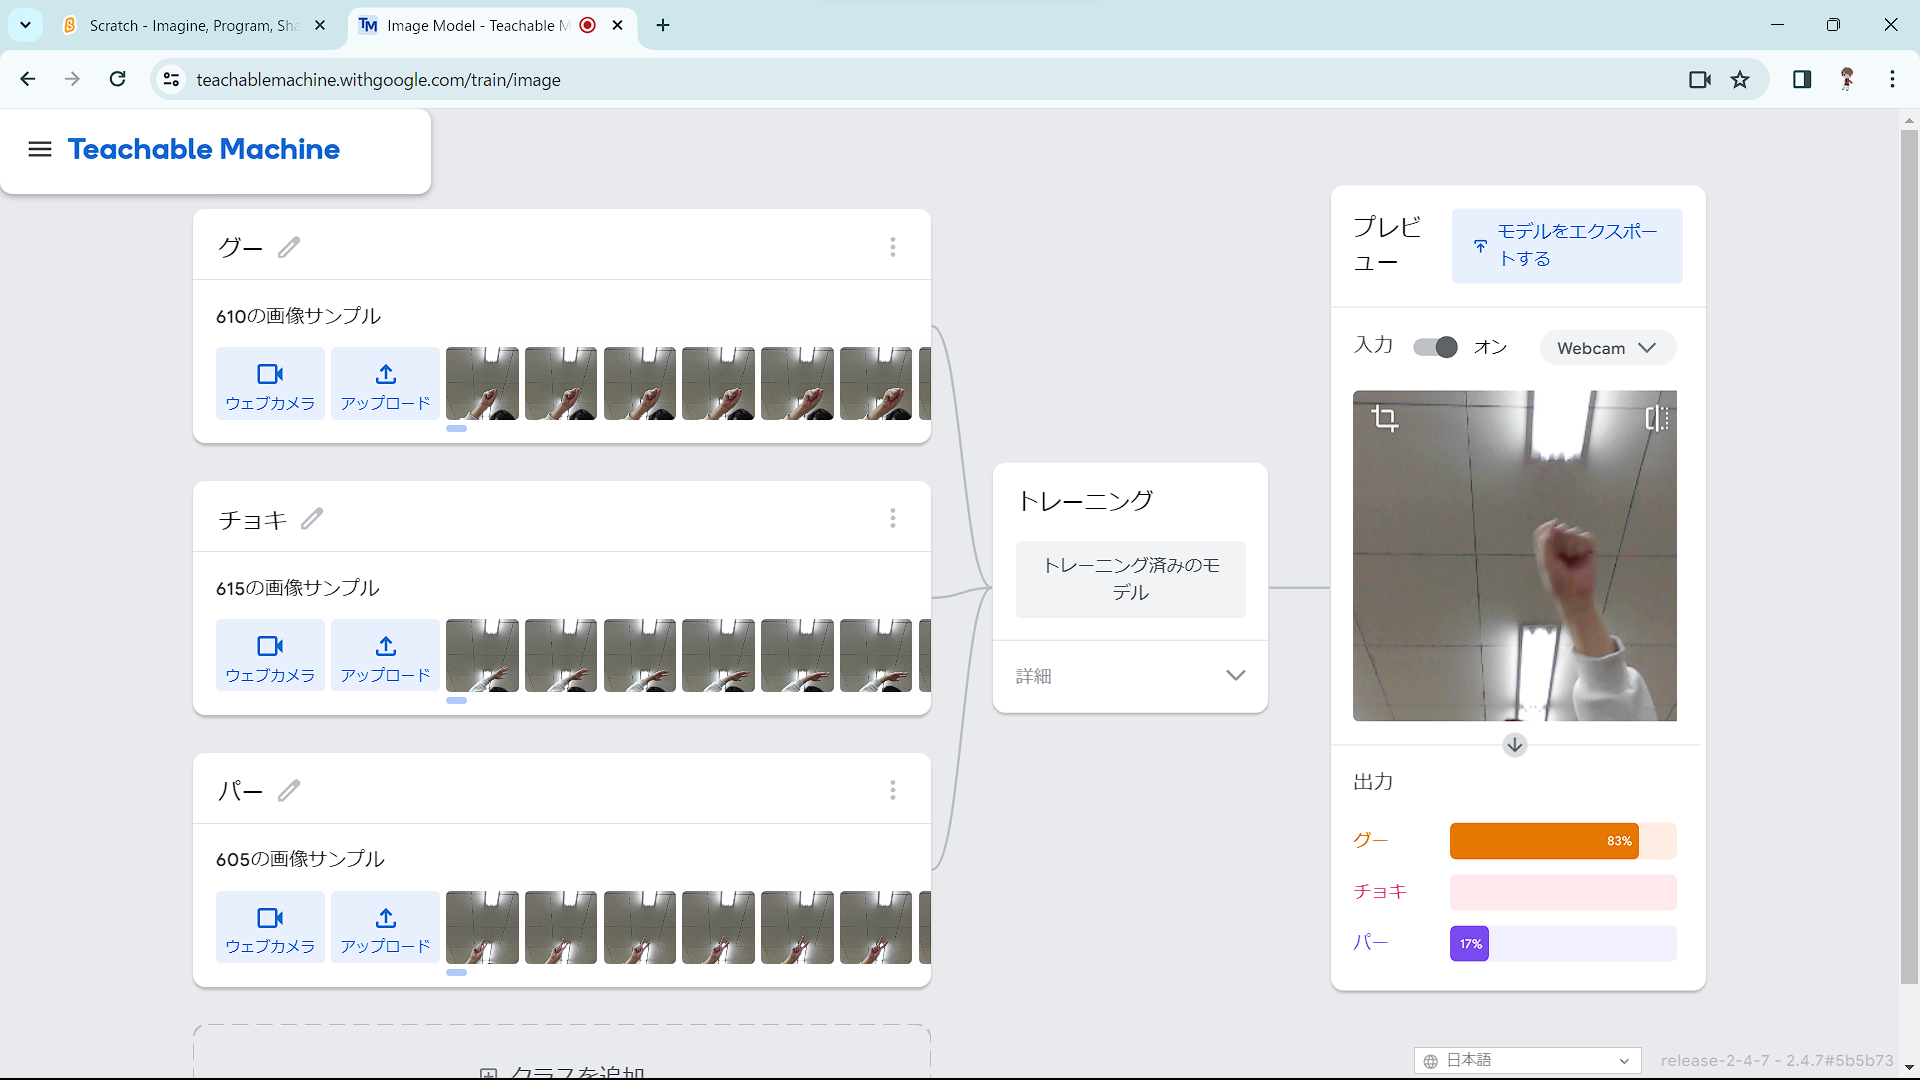 Scratch - Imagine, Program, Sha
Image Model - Teachable M
teachablemachine.withgoogle.com/train/image
Teachable Machine
グー
610の画像サンプル
ウェブカメラ
アップロード
チョキ
615の画像サンプル
ウェブカメラ
アップロード
パー
605の画像サンプル
ウェブカメラ
アップロード
クラスを追加
トレーニング
トレーニング済みのモ
デル
詳細
プレビ
ュー
モデルをエクスポー
トする
入力
オン
Webcam
出力
グー
83%
チョキ
パー
17%
日本語
release-2-4-7 - 2.4.7#5b5b73